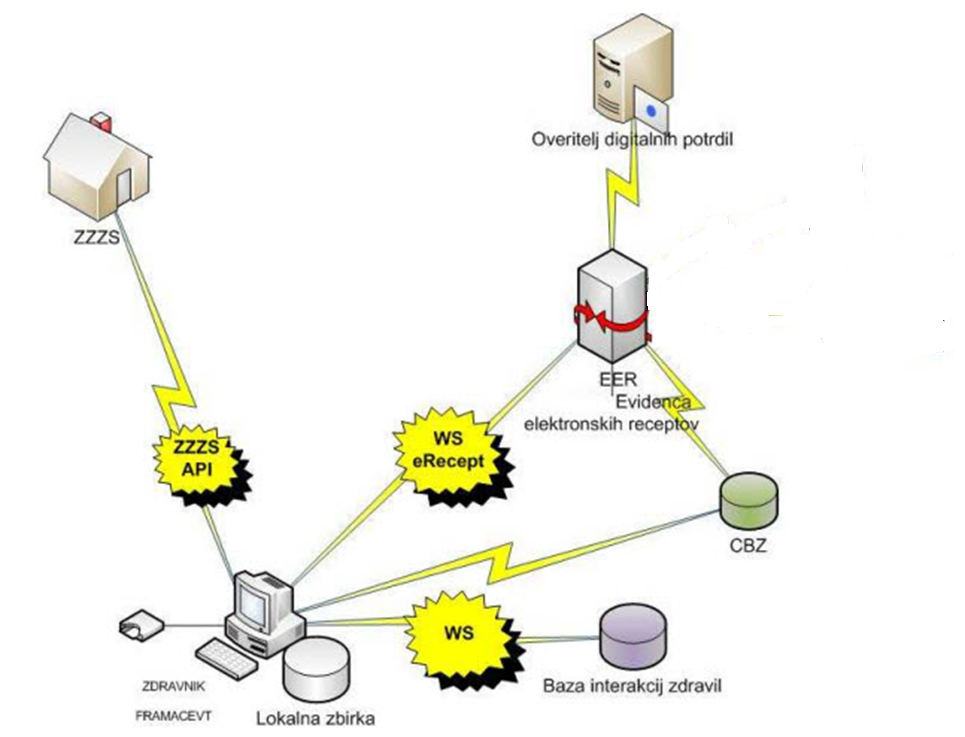 Overitelj digitalnih potrdil
ZZZS
EER
Evidenca
elektronskih receptov
ZZZS
API
WS
eRecept
CBZ
WS
Baza interakcij zdravil
ZDRAVNIK
FRAMACEVT
Lokalna zbirka